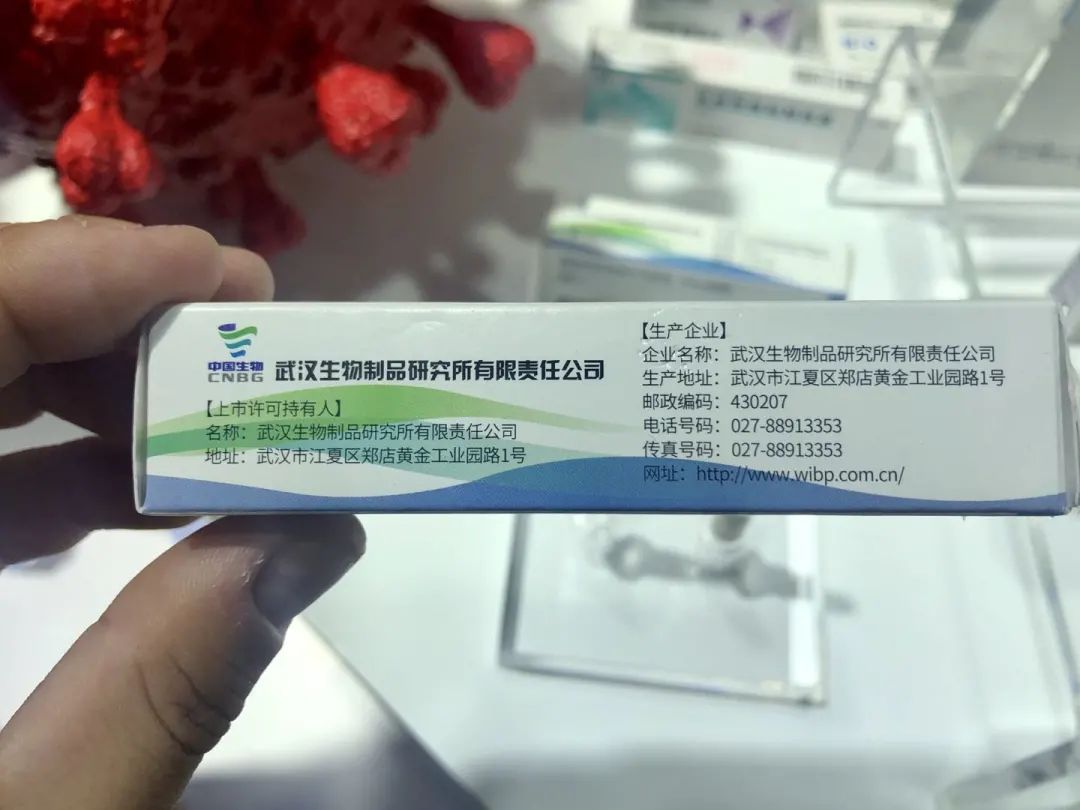 中国生物
CNBG
武汉生物制品研究所有限责任公司
【上市许可持有人】
名称：武汉生物制品研究所有限责任公司
地址：武汉市江夏区郑店黄金工业园路1号
【生产企业】
企业名称：武汉生物制品研究所有限责任公司
生产地址：武汉市江夏区郑店黄金工业园路1号
邮政编码：430207
电话号码：027-88913353
传真号码：027-88913353
网址：http://www.wibp.com.cn/